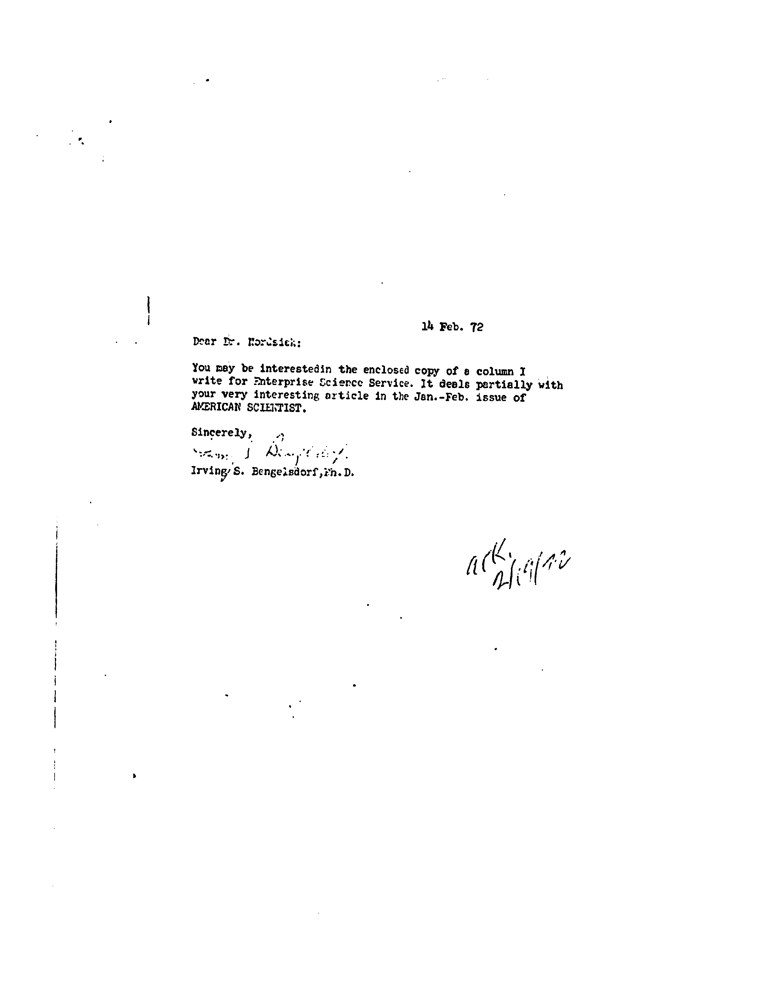 14 Feb. 72
Dear Dr. Nordsiek:
You may be interestedin the enclosed copy of a column I
write for Enterprise Science Service. It deals partially with
your very interesting article in the Jan.-Feb. issue of
AMERICAN SCIENTIST.
Sincerely,
Irving S. Bengelsdorf,Ph.D.
ack.
2/19/72